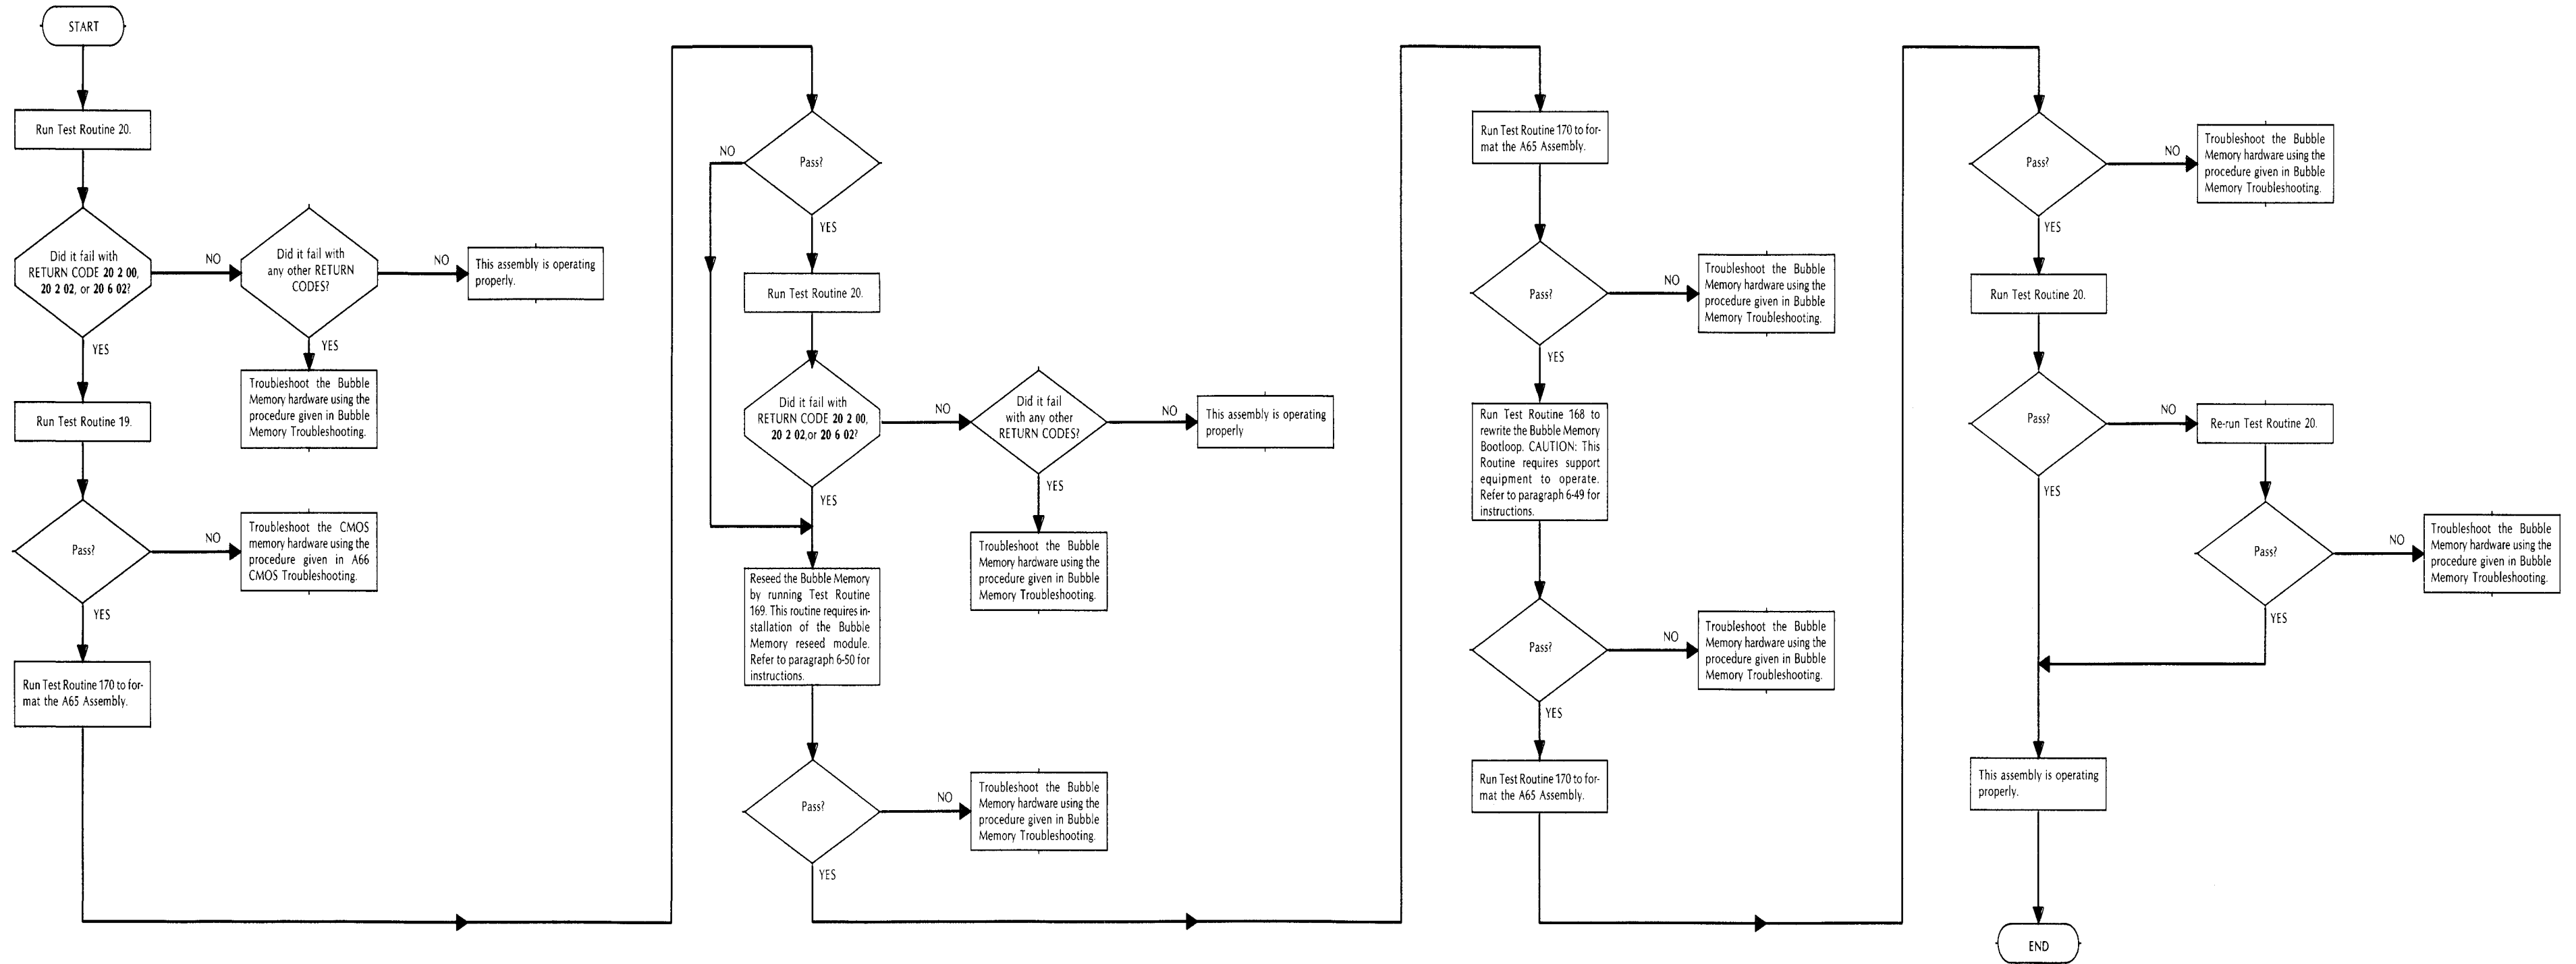 START
Run Test Routine 20.
Did it fail with
RETURN CODE 20 2 00,
20 2 02, or 20 6 02?
NO
Did it fail with
any other RETURN
CODES?
NO
This assembly is operating
properly.
YES
Troubleshoot the Bubble
Memory hardware using the
procedure given in Bubble
Memory Troubleshooting.
YES
Run Test Routine 19.
Pass?
NO
Troubleshoot the CMOS
memory hardware using the
procedure given in A66
CMOS Troubleshooting.
YES
Run Test Routine 170 to for-
mat the A65 Assembly.
Pass?
NO
YES
Run Test Routine 20.
Did it fail with
RETURN CODE 20 2 00,
20 2 02,or 20 6 02?
NO
Did it fail
with any other
RETURN CODES?
NO
This assembly is operating
properly
YES
Troubleshoot the Bubble
Memory hardware using the
procedure given in Bubble
Memory Troubleshooting.
YES
Reseed the Bubble Memory
by running Test Routine
169. This routine requires in-
stallation of the Bubble
Memory reseed module.
Refer to paragraph 6-50 for
instructions.
Pass?
NO
Troubleshoot the Bubble
Memory hardware using the
procedure given in Bubble
Memory Troubleshooting.
YES
Run Test Routine 170 to for-
mat the A65 Assembly.
Pass?
NO
Troubleshoot the Bubble
Memory hardware using the
procedure given in Bubble
Memory Troubleshooting.
YES
Run Test Routine 168 to
rewrite the Bubble Memory
Bootloop. CAUTION: This
Routine requires support
equipment to operate.
Refer to paragraph 6-49 for
instructions.
Pass?
NO
Troubleshoot the Bubble
Memory hardware using the
procedure given in Bubble
Memory Troubleshooting.
YES
Run Test Routine 170 to for-
mat the A65 Assembly.
Pass?
NO
Troubleshoot the Bubble
Memory hardware using the
procedure given in Bubble
Memory Troubleshooting.
YES
Run Test Routine 20.
Pass?
NO
Re-run Test Routine 20.
YES
Pass?
NO
Troubleshoot the Bubble
Memory hardware using the
procedure given in Bubble
Memory Troubleshooting.
YES
This assembly is operating
properly.
END